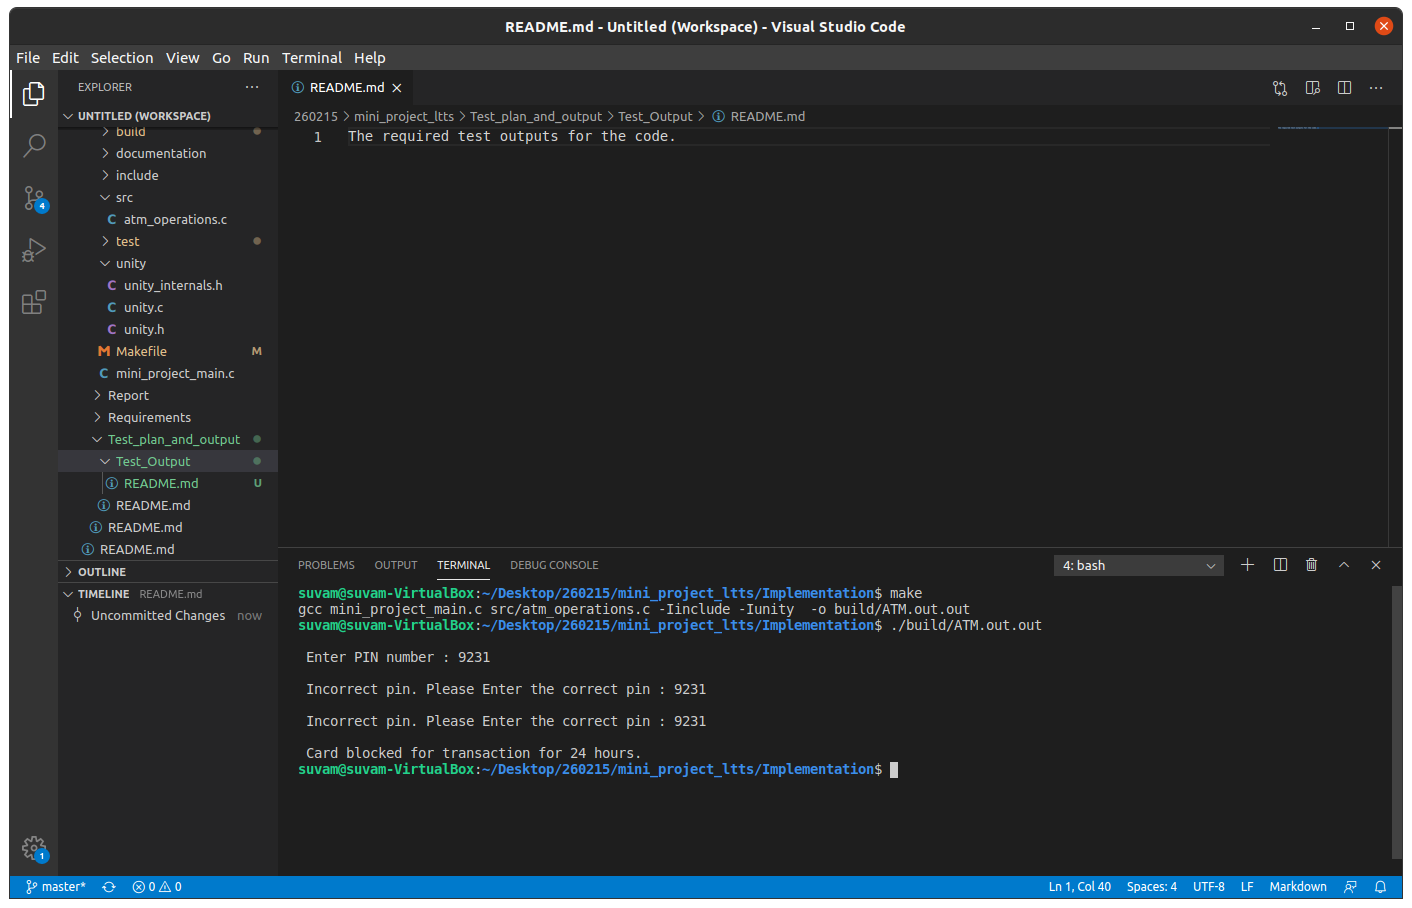 README.md - Untitled (Workspace) - Visual Studio Code
File Edit Selection View Go Run Terminal Help
EXPLORER
UNTITLED (WORKSPACE)
build
documentation
include
src
C atm_operations.c
test
unity
C unity_internals.h
C unity.c
C unity.h
M Makefile M
C mini_project_main.c
Report
Requirements
Test_plan_and_output
Test_Output
README.md U
README.md
README.md
README.md
OUTLINE
TIMELINE README.md
Uncommitted Changes now
4
1
README.md
260215 > mini_project_ltts > Test_plan_and_output > Test_Output > README.md
1 The required test outputs for the code.
PROBLEMS OUTPUT TERMINAL DEBUG CONSOLE 4: bash
suvam@suvam-VirtualBox:~/Desktop/260215/mini_project_ltts/Implementation$ make
gcc mini_project_main.c src/atm_operations.c -Iinclude -Iunity  -o build/ATM.out.out
suvam@suvam-VirtualBox:~/Desktop/260215/mini_project_ltts/Implementation$ ./build/ATM.out.out
Enter PIN number : 9231
Incorrect pin. Please Enter the correct pin : 9231
Incorrect pin. Please Enter the correct pin : 9231
Card blocked for transaction for 24 hours.
suvam@suvam-VirtualBox:~/Desktop/260215/mini_project_ltts/Implementation$
master* 0 0 Ln 1, Col 40 Spaces: 4 UTF-8 LF Markdown